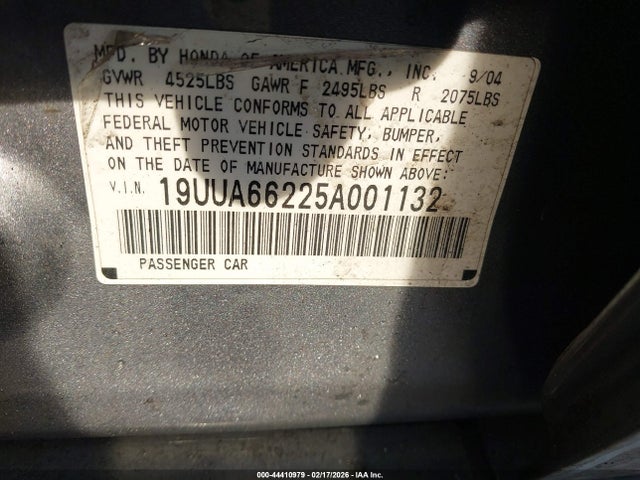 MFD. BY HONDA OF AMERICA MFG., INC. 9/04
GVWR 4525LBS GAWR F 2495LBS R 2075LBS
THIS VEHICLE CONFORMS TO ALL APPLICABLE
FEDERAL MOTOR VEHICLE SAFETY, BUMPER,
AND THEFT PREVENTION STANDARDS IN EFFECT
ON THE DATE OF MANUFACTURE SHOWN ABOVE:
V.I.N. 19UUA66225A001132
PASSENGER CAR
000-44410979 - 02/17/2026 - IAA Inc.